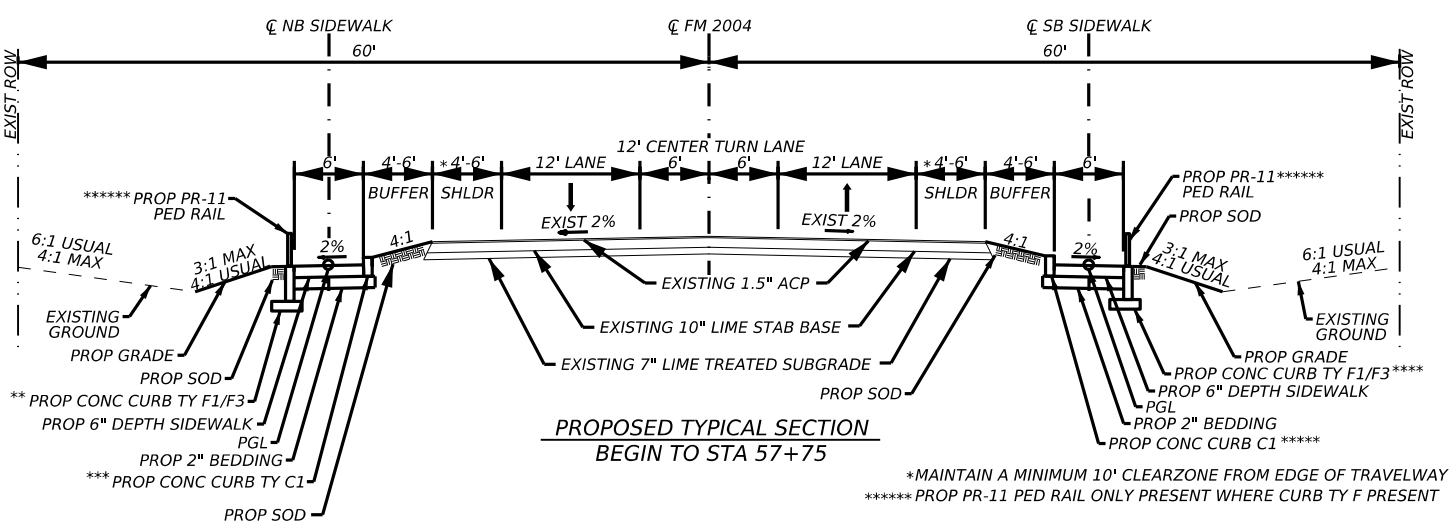 ℄ NB SIDEWALK
℄ FM 2004
℄ SB SIDEWALK
60'
60'
EXIST ROW
EXIST ROW
12' CENTER TURN LANE
6'
4'-6'
*4'-6'
12' LANE
6'
6'
12' LANE
*4'-6'
4'-6'
6'
BUFFER
SHLDR
SHLDR
BUFFER
****** PROP PR-11
PED RAIL
PROP PR-11 ******
PED RAIL
PROP SOD
EXIST 2%
EXIST 2%
6:1 USUAL
4:1 MAX
3:1 MAX
4:1 USUAL
2%
4:1
4:1
2%
3:1 MAX
4:1 USUAL
6:1 USUAL
4:1 MAX
EXISTING 1.5" ACP
EXISTING 10" LIME STAB BASE
EXISTING 7" LIME TREATED SUBGRADE
EXISTING
GROUND
PROP GRADE
PROP SOD
** PROP CONC CURB TY F1/F3
PROP 6" DEPTH SIDEWALK
PGL
PROP 2" BEDDING
*** PROP CONC CURB TY C1
PROP SOD
PROP SOD
EXISTING
GROUND
PROP GRADE
PROP CONC CURB TY F1/F3 ****
PROP 6" DEPTH SIDEWALK
PGL
PROP 2" BEDDING
PROP CONC CURB C1 *****
PROPOSED TYPICAL SECTION
BEGIN TO STA 57+75
*MAINTAIN A MINIMUM 10' CLEARZONE FROM EDGE OF TRAVELWAY
****** PROP PR-11 PED RAIL ONLY PRESENT WHERE CURB TY F PRESENT